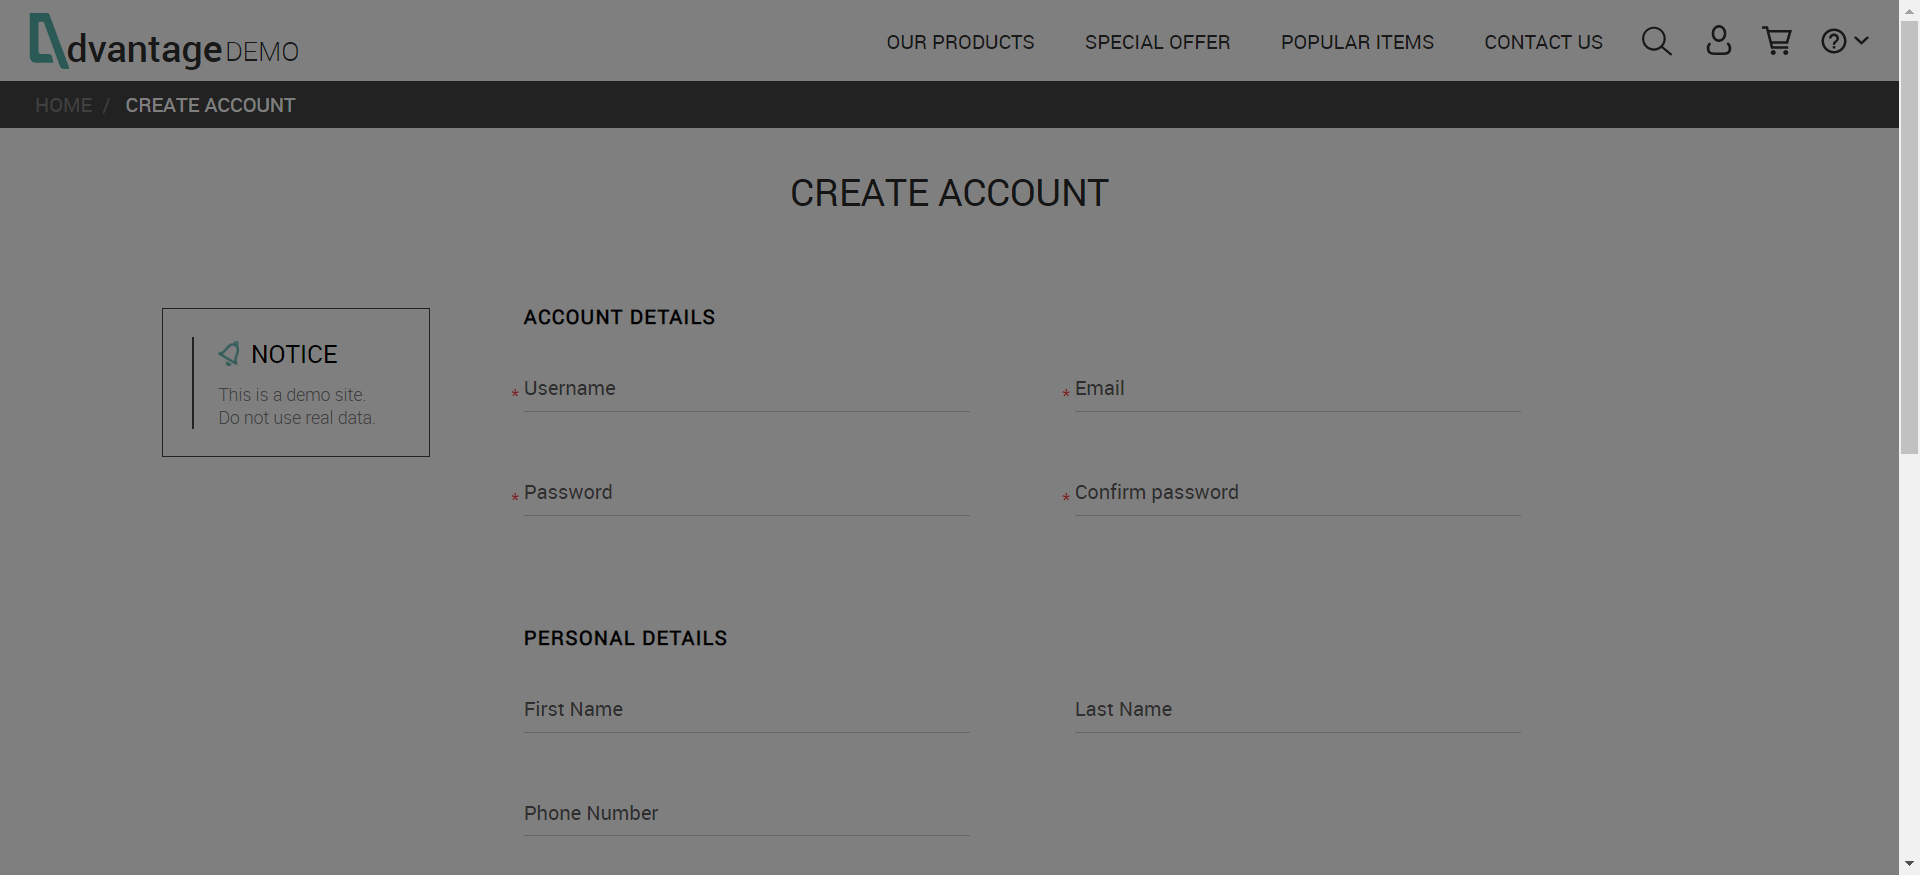 dvantage DEMO
OUR PRODUCTS SPECIAL OFFER POPULAR ITEMS CONTACT US
HOME / CREATE ACCOUNT
CREATE ACCOUNT
NOTICE
This is a demo site.
Do not use real data.
ACCOUNT DETAILS
* Username
* Email
* Password
* Confirm password
PERSONAL DETAILS
First Name
Last Name
Phone Number